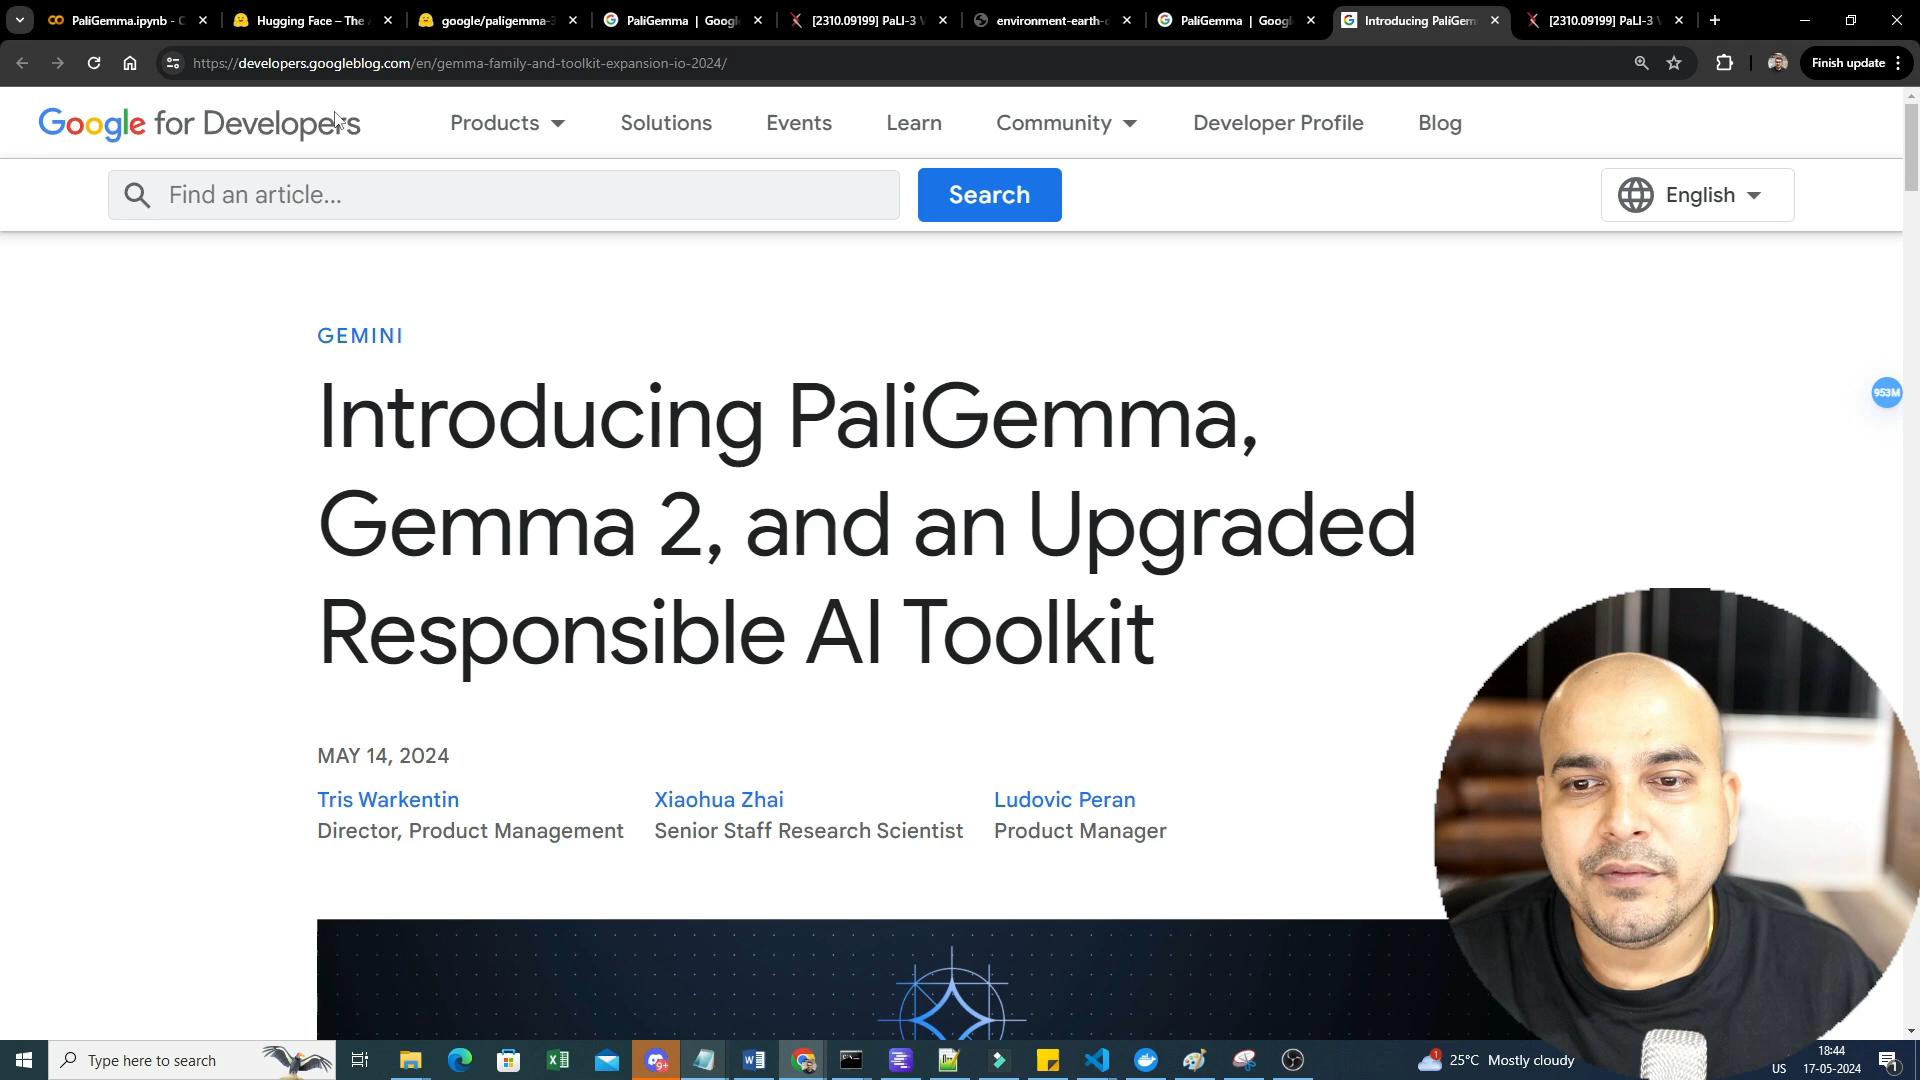 PaliGemma.ipynb - C
Hugging Face – The A
google/paligemma-3
PaliGemma | Googl
[2310.09199] PaLI-3 V
environment-earth-d
PaliGemma | Googl
Introducing PaliGem
[2310.09199] PaLI-3 V
https://developers.googleblog.com/en/gemma-family-and-toolkit-expansion-io-2024/
Finish update
Google for Developers
Products
Solutions
Events
Learn
Community
Developer Profile
Blog
Find an article...
Search
English
GEMINI
Introducing PaliGemma,
Gemma 2, and an Upgraded
Responsible AI Toolkit
953M
MAY 14, 2024
Tris Warkentin
Director, Product Management
Xiaohua Zhai
Senior Staff Research Scientist
Ludovic Peran
Product Manager
Type here to search
9+
1
25°C Mostly cloudy
US
18:44
17-05-2024
1